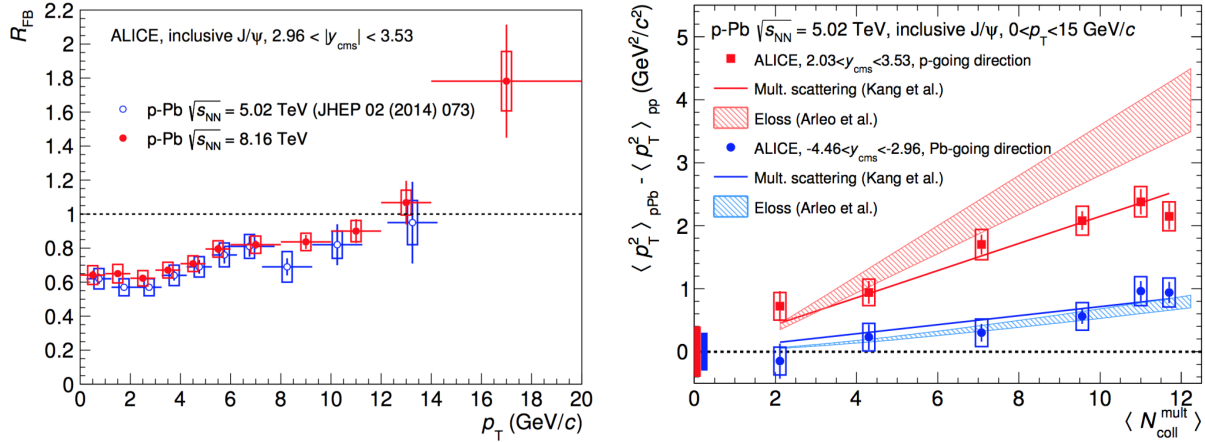 R_FB
2.2
2
1.8
1.6
1.4
1.2
1
0.8
0.6
0.4
0.2
0
ALICE, inclusive J/ψ, 2.96 < |y_cms| < 3.53
p-Pb √s_NN = 5.02 TeV (JHEP 02 (2014) 073)
p-Pb √s_NN = 8.16 TeV
0 2 4 6 8 10 12 14 16 18 20
p_T (GeV/c)
⟨ p_T^2 ⟩_pPb - ⟨ p_T^2 ⟩_pp (GeV^2/c^2)
5
4
3
2
1
0
p-Pb √s_NN = 5.02 TeV, inclusive J/ψ, 0<p_T<15 GeV/c
ALICE, 2.03<y_cms<3.53, p-going direction
Mult. scattering (Kang et al.)
Eloss (Arleo et al.)
ALICE, -4.46<y_cms<-2.96, Pb-going direction
Mult. scattering (Kang et al.)
Eloss (Arleo et al.)
0 2 4 6 8 10 12
⟨ N_coll^mult ⟩